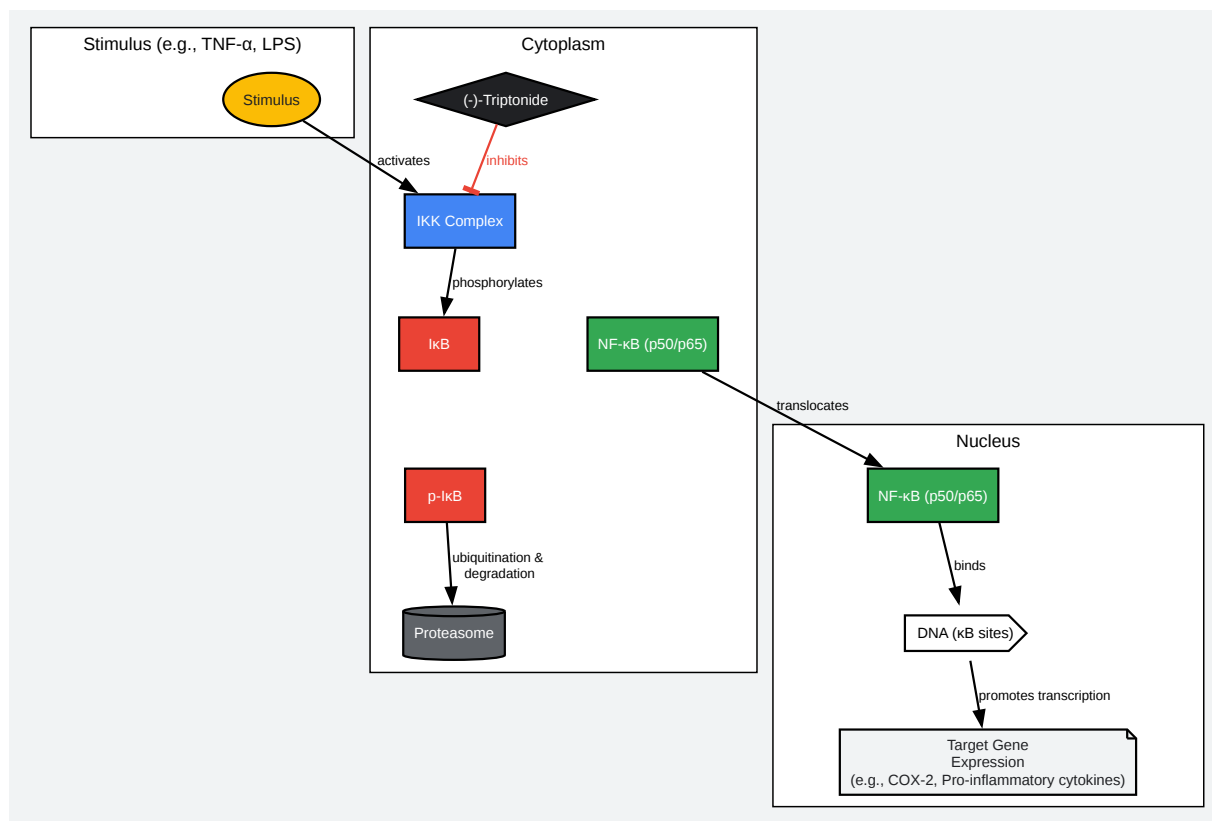 Stimulus (e.g., TNF-α, LPS)
Stimulus
Cytoplasm
(-)-Triptonide
activates
inhibits
IKK Complex
phosphorylates
IκB
NF-κB (p50/p65)
translocates
p-IκB
ubiquitination &
degradation
Proteasome
Nucleus
NF-κB (p50/p65)
binds
DNA (κB sites)
promotes transcription
Target Gene
Expression
(e.g., COX-2, Pro-inflammatory cytokines)